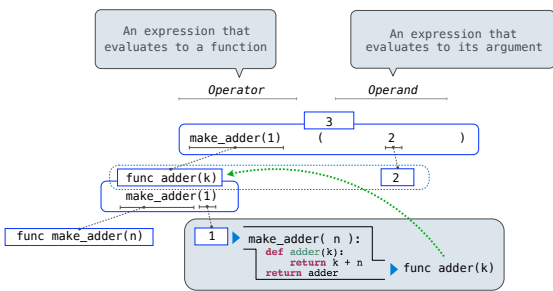 An expression that
evaluates to a function
An expression that
evaluates to its argument
Operator
Operand
3
make_adder(1) ( 2 )
func adder(k)
2
make_adder(1)
func make_adder(n)
1
make_adder( n ):
def adder(k):
return k + n
return adder
func adder(k)